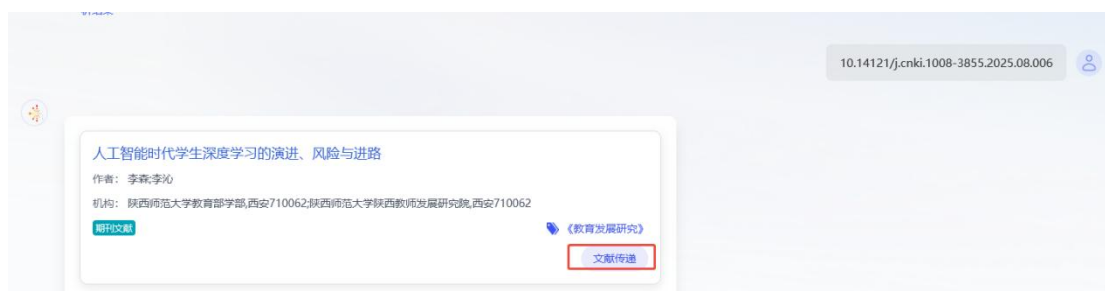 10.14121/j.cnki.1008-3855.2025.08.006
人工智能时代学生深度学习的演进、风险与进路
作者： 李森;李沁
机构： 陕西师范大学教育部学部,西安710062;陕西师范大学陕西教师发展研究院,西安710062
期刊文献
《教育发展研究》
文献传递